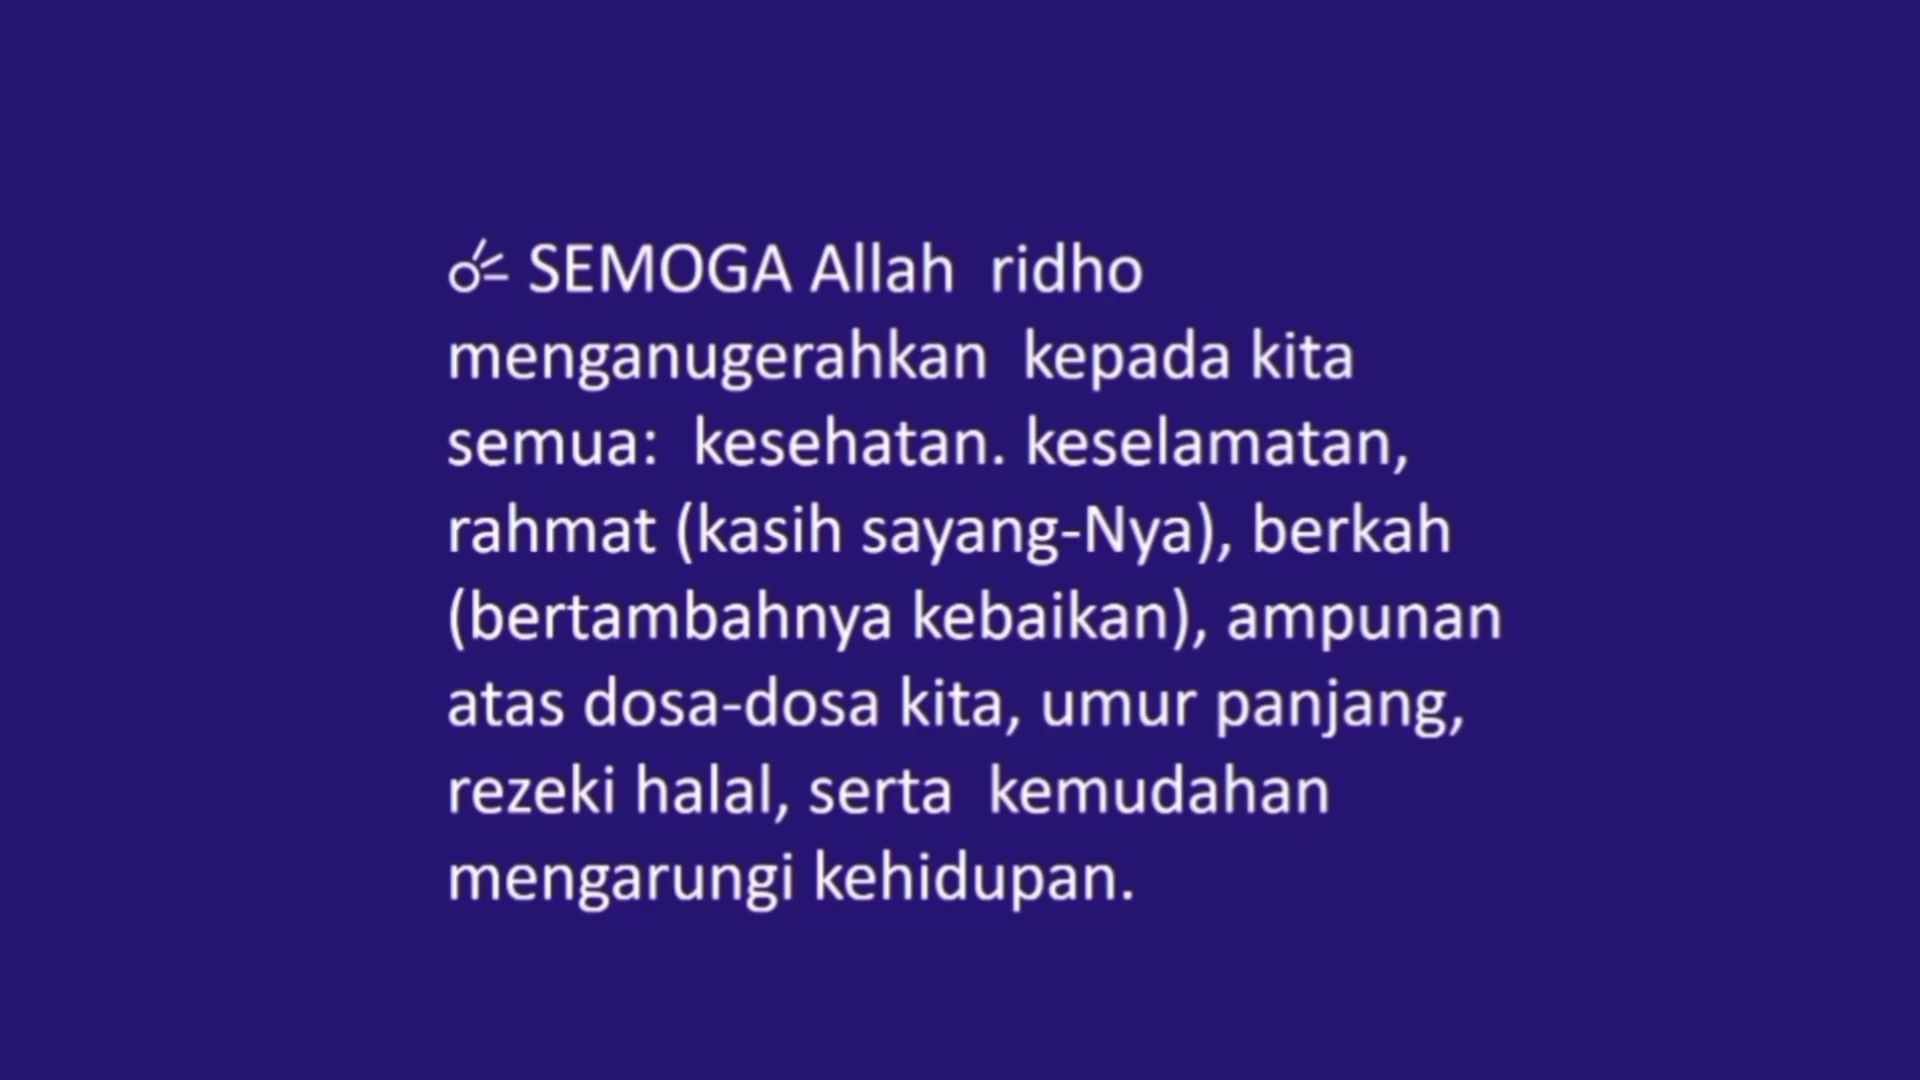 SEMOGA Allah  ridho
menganugerahkan  kepada kita
semua:  kesehatan. keselamatan,
rahmat (kasih sayang-Nya), berkah
(bertambahnya kebaikan), ampunan
atas dosa-dosa kita, umur panjang,
rezeki halal, serta  kemudahan
mengarungi kehidupan.